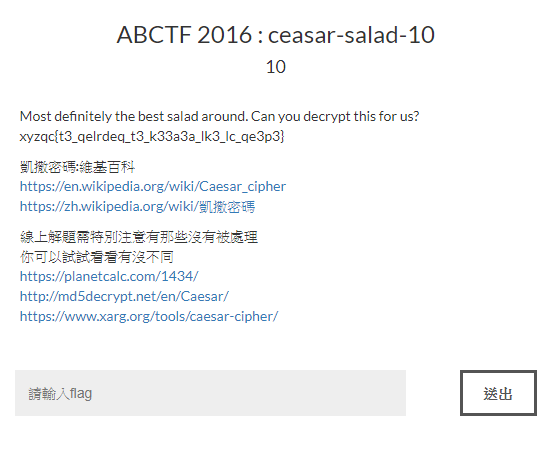 ABCTF 2016 : ceasar-salad-10
10
Most definitely the best salad around. Can you decrypt this for us?
xyzqc{t3_qelrdeq_t3_k33a3a_lk3_lc_qe3p3}
凱撒密碼:維基百科
https://en.wikipedia.org/wiki/Caesar_cipher
https://zh.wikipedia.org/wiki/凱撒密碼
線上解題需特別注意有那些沒有被處理
你可以試試看看有沒不同
https://planetcalc.com/1434/
http://md5decrypt.net/en/Caesar/
https://www.xarg.org/tools/caesar-cipher/
請輸入flag
送出